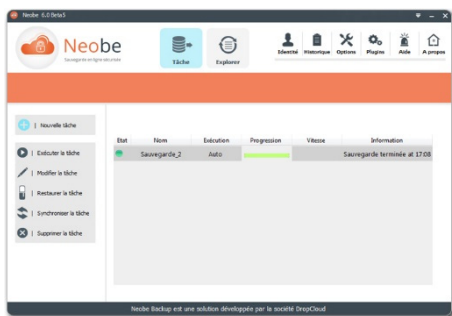 Neobe 6.0 Beta5
Neobe
Sauvegarde en ligne sécurisée
Tâche
Explorer
Identité
Historique
Options
Plugins
Aide
A propos
| Nouvelle tâche
| Exécuter la tâche
| Modifier la tâche
| Restaurer la tâche
| Synchroniser la tâche
| Supprimer la tâche
Etat Nom Exécution Progression Vitesse Information
Sauvegarde_2 Auto Sauvegarde terminée at 17:08
Neobe Backup est une solution développée par la société DropCloud